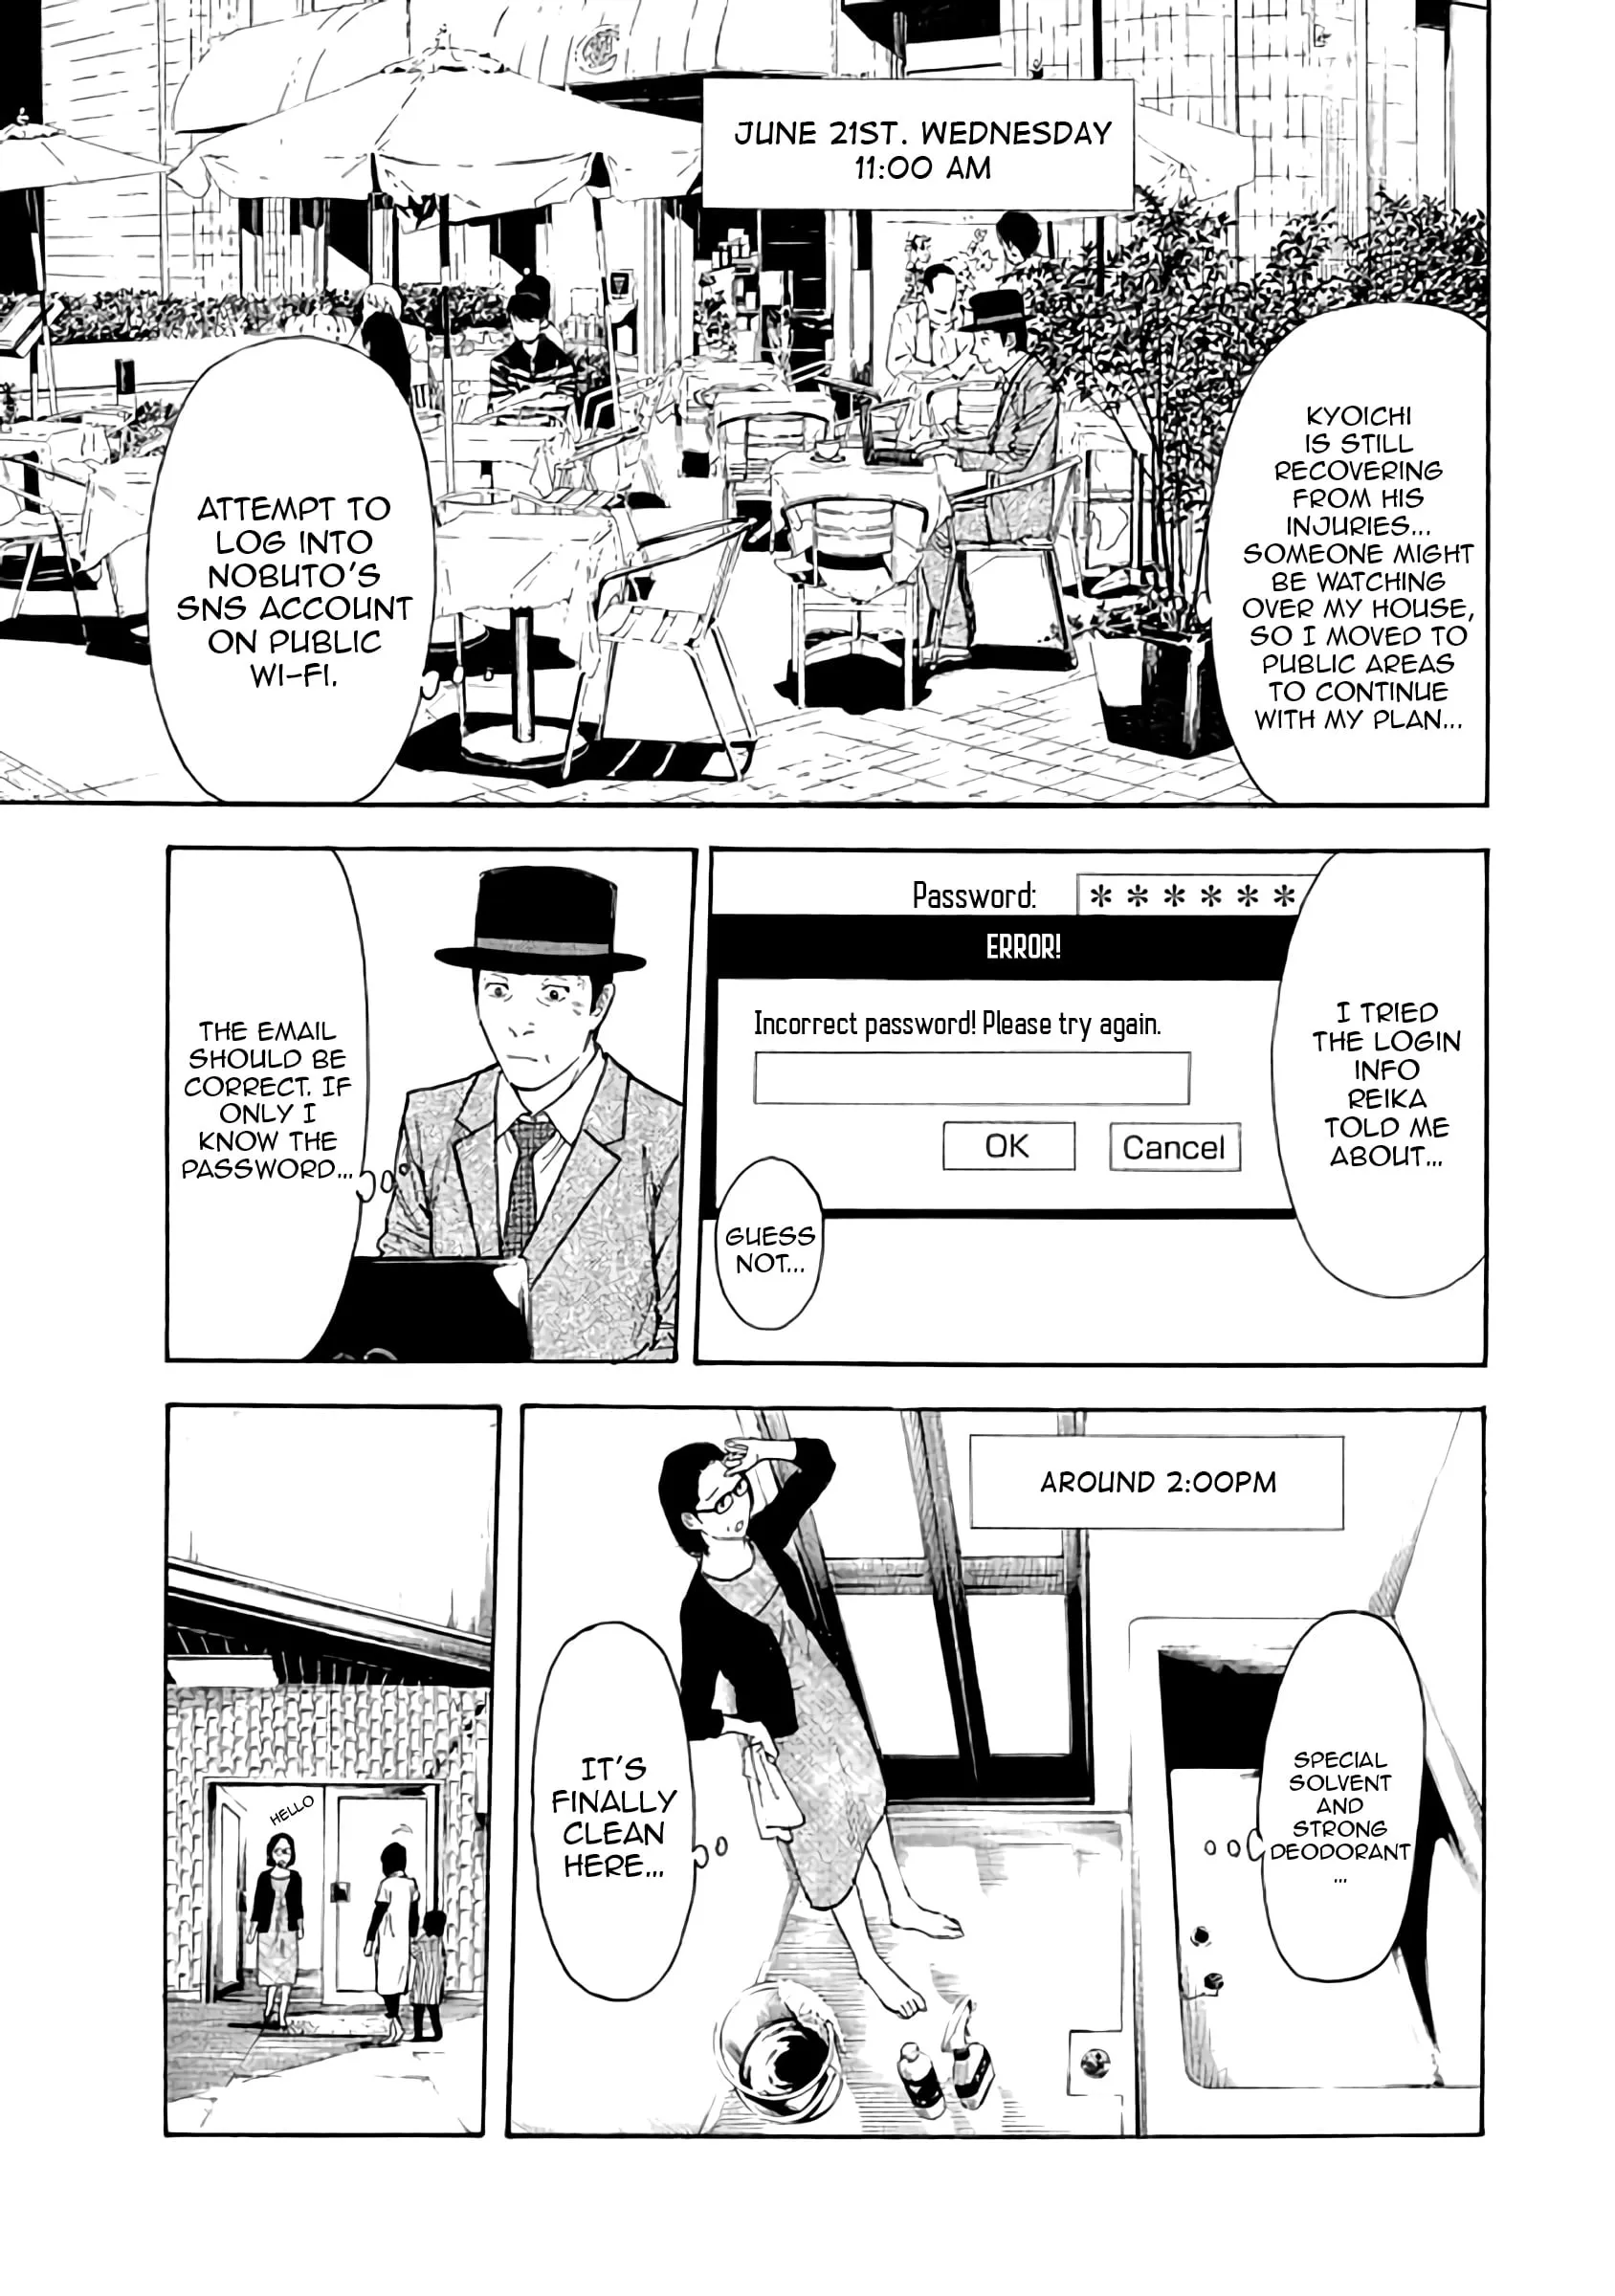 JUNE 21ST. WEDNESDAY
11:00 AM
KYOICHI
IS STILL
RECOVERING
FROM HIS
INJURIES...
SOMEONE MIGHT
BE WATCHING
OVER MY HOUSE,
SO I MOVED TO
PUBLIC AREAS
TO CONTINUE
WITH MY PLAN...
ATTEMPT TO
LOG INTO
NOBUTO'S
SNS ACCOUNT
ON PUBLIC
WI-FI.
I TRIED
THE LOGIN
INFO
REIKA
TOLD ME
ABOUT...
Password: ******
ERROR!
Incorrect password! Please try again.
OK Cancel
GUESS
NOT...
THE EMAIL
SHOULD BE
CORRECT. IF
ONLY I
KNOW THE
PASSWORD...
AROUND 2:00PM
SPECIAL
SOLVENT
AND
STRONG
DEODORANT
...
IT'S
FINALLY
CLEAN
HERE...
HELLO